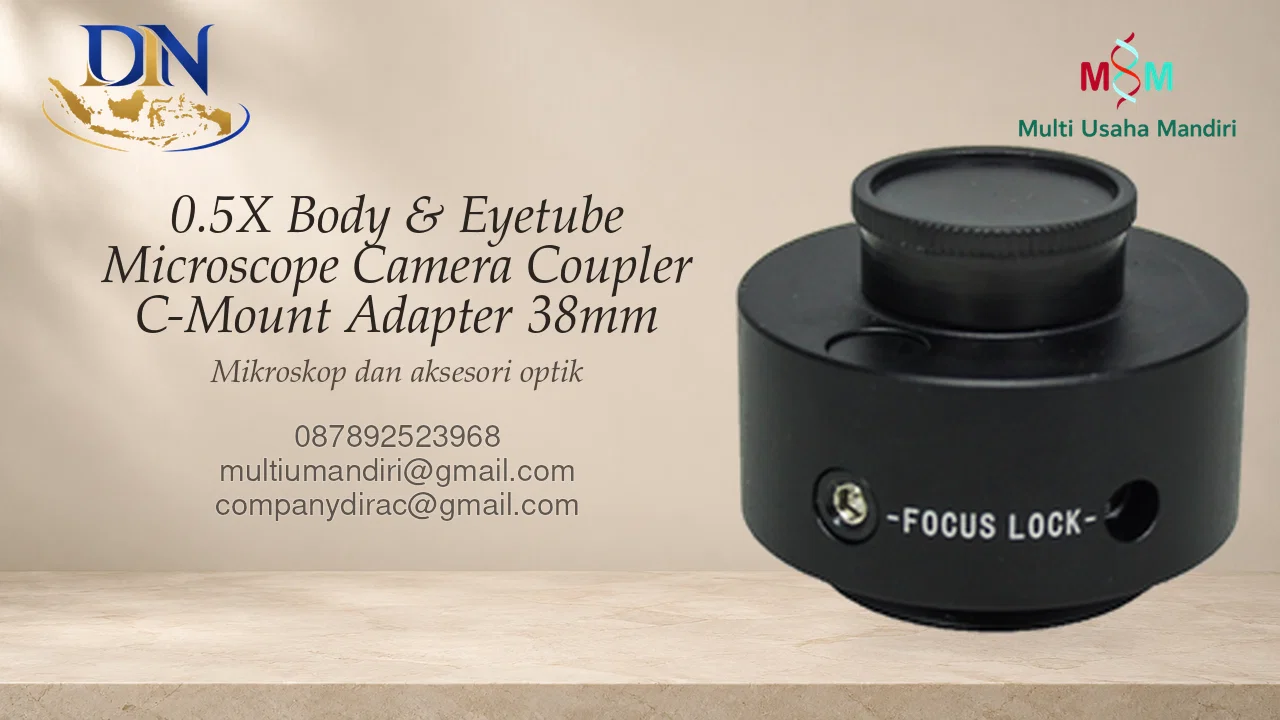 DN
M M
Multi Usaha Mandiri
0.5X Body & Eyetube
Microscope Camera Coupler
C-Mount Adapter 38mm
Mikroskop dan aksesori optik
087892523968
multiumandiri@gmail.com
companydirac@gmail.com
-FOCUS LOCK-